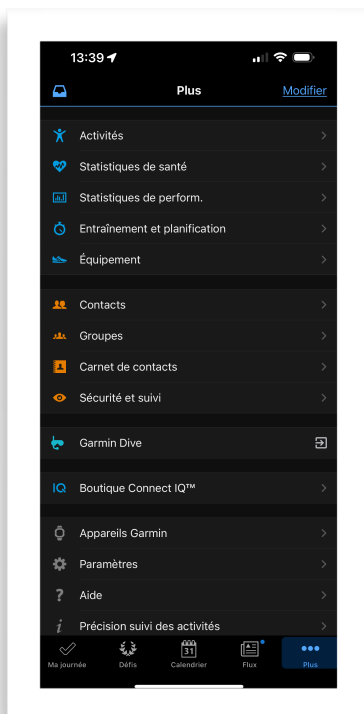 13:39
Plus
Modifier
Activités
Statistiques de santé
Statistiques de perform.
Entraînement et planification
Équipement
Contacts
Groupes
Carnet de contacts
Sécurité et suivi
Garmin Dive
IQ Boutique Connect IQ™
Appareils Garmin
Paramètres
? Aide
i Précision suivi des activités
31
Ma journée Défis Calendrier Flux Plus